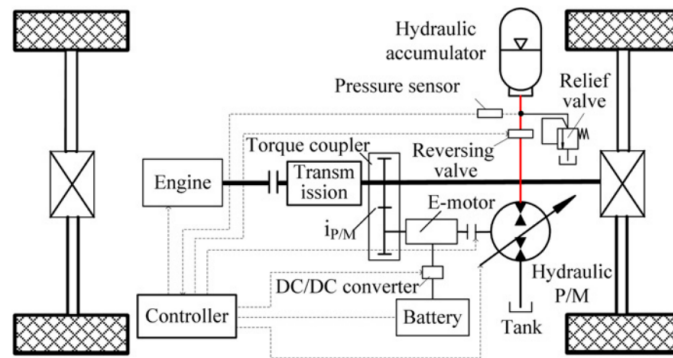 Hydraulic
accumulator
Pressure sensor
Relief
valve
Torque coupler
Reversing
valve
Engine
Transm
ission
E-motor
iP/M
Hydraulic
P/M
DC/DC converter
Controller
Battery
Tank